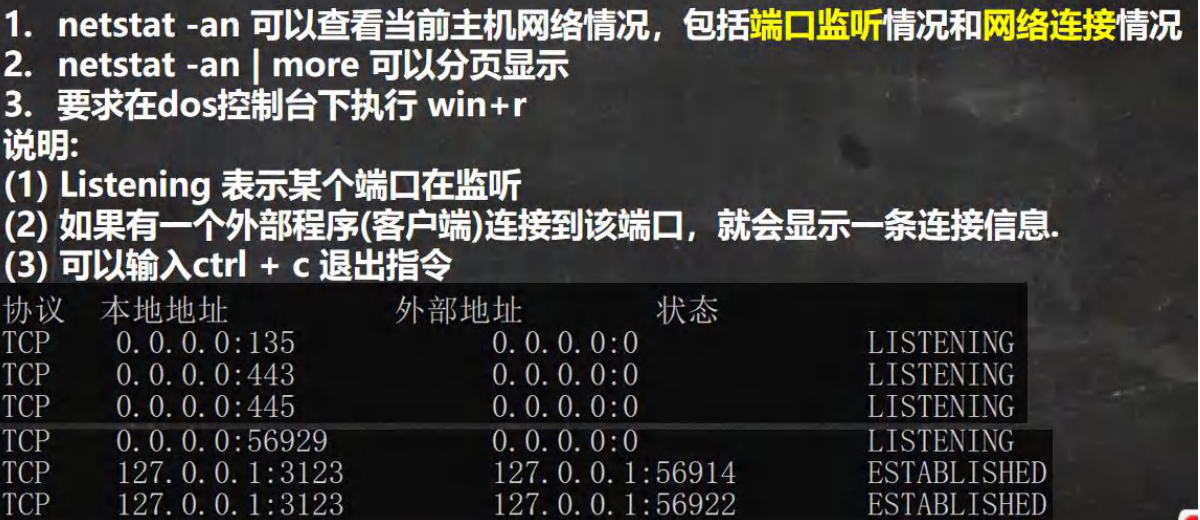 1. netstat -an 可以查看当前主机网络情况，包括端口监听情况和网络连接情况
2. netstat -an | more 可以分页显示
3. 要求在dos控制台下执行 win+r
说明:
(1) Listening 表示某个端口在监听
(2) 如果有一个外部程序(客户端)连接到该端口，就会显示一条连接信息.
(3) 可以输入ctrl + c 退出指令
协议 本地地址 外部地址 状态
TCP 0.0.0.0:135 0.0.0.0:0 LISTENING
TCP 0.0.0.0:443 0.0.0.0:0 LISTENING
TCP 0.0.0.0:445 0.0.0.0:0 LISTENING
TCP 0.0.0.0:56929 0.0.0.0:0 LISTENING
TCP 127.0.0.1:3123 127.0.0.1:56914 ESTABLISHED
TCP 127.0.0.1:3123 127.0.0.1:56922 ESTABLISHED